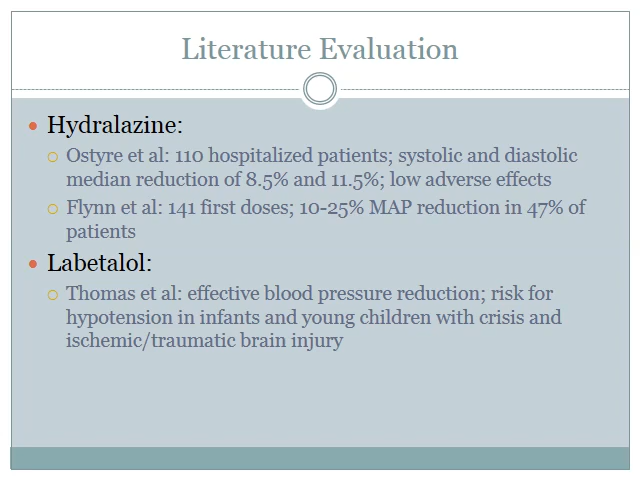 Literature Evaluation
Hydralazine:
Ostyre et al: 110 hospitalized patients; systolic and diastolic
median reduction of 8.5% and 11.5%; low adverse effects
Flynn et al: 141 first doses; 10-25% MAP reduction in 47% of
patients
Labetalol:
Thomas et al: effective blood pressure reduction; risk for
hypotension in infants and young children with crisis and
ischemic/traumatic brain injury